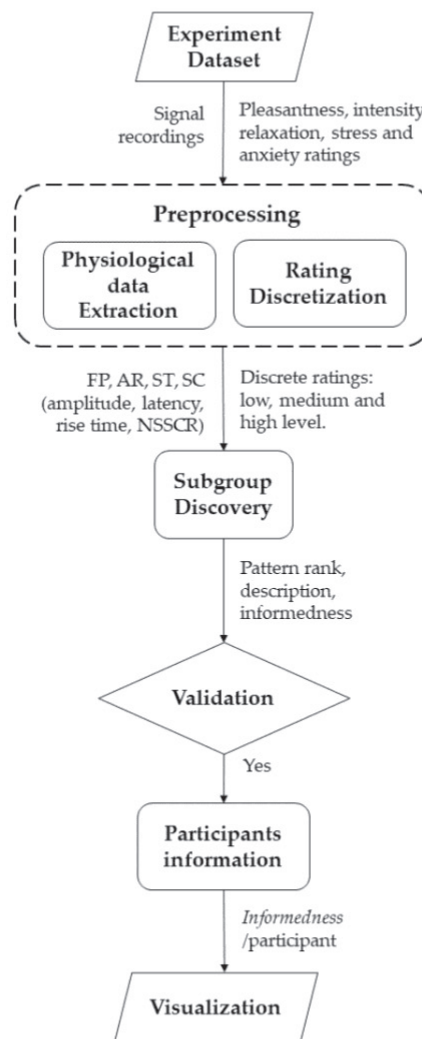 Experiment
Dataset
Signal
recordings
Pleasantness, intensity
relaxation, stress and
anxiety ratings
Preprocessing
Physiological
data
Extraction
Rating
Discretization
FP, AR, ST, SC
(amplitude, latency,
rise time, NSSCR)
Discrete ratings:
low, medium and
high level.
Subgroup
Discovery
Pattern rank,
description,
informedness
Validation
Yes
Participants
information
Informedness
/participant
Visualization